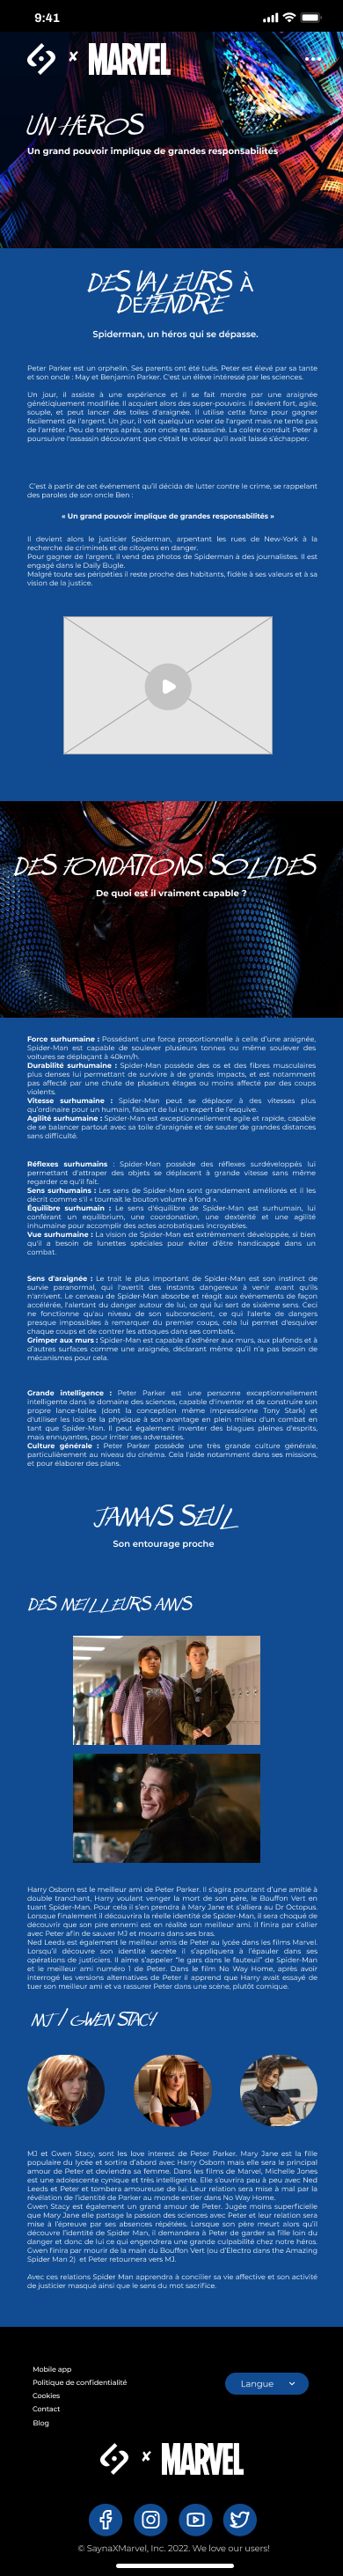 9:41
x MARVEL
UN HÉROS
Un grand pouvoir implique de grandes responsabilités
DES VALEURS À
DÉFENDRE
Spiderman, un héros qui se dépasse.
Peter Parker est un orphelin. Ses parents ont été tués. Peter est élevé par sa tante
et son oncle : May et Benjamin Parker. C'est un élève intéressé par les sciences.
Un jour, il assiste à une expérience et il se fait mordre par une araignée
génétiquement modifiée. Il acquiert alors des super-pouvoirs. Il devient fort, agile,
souple, et peut lancer des toiles d'araignée. Il utilise cette force pour gagner
facilement de l'argent. Un jour, il voit quelqu'un voler de l'argent mais ne tente pas
de l'arrêter. Peu de temps après, son oncle est assassiné. La colère conduit Peter à
poursuivre l'assassin découvrant que c'était le voleur qu'il avait laissé s'échapper.
C'est à partir de cet événement qu'il décida de lutter contre le crime, se rappelant
des paroles de son oncle Ben :
« Un grand pouvoir implique de grandes responsabilités »
Il devient alors le justicier Spiderman, arpentant les rues de New-York à la
recherche de criminels et de citoyens en danger.
Pour gagner de l'argent, il vend des photos de Spiderman à des journalistes. Il est
engagé dans le Daily Bugle.
Malgré toute ses péripéties il reste proche des habitants, fidèle à ses valeurs et à sa
vision de la justice.
DES FONDATIONS SOLIDES
De quoi est il vraiment capable ?
Force surhumaine : Possédant une force proportionnelle à celle d'une araignée,
Spider-Man est capable de soulever plusieurs tonnes ou même soulever des
voitures se déplaçant à 40km/h.
Durabilité surhumaine : Spider-Man possède des os et des fibres musculaires
plus denses lui permettant de survivre à de grands impacts, et est notamment
pas affecté par une chute de plusieurs étages ou moins affecté par des coups
violents.
Vitesse surhumaine : Spider-Man peut se déplacer à des vitesses plus
qu'ordinaire pour un humain, faisant de lui un expert de l'esquive.
Agilité surhumaine : Spider-Man est exceptionnellement agile et rapide, capable
de se balancer partout avec sa toile d'araignée et de sauter de grandes distances
sans difficulté.
Réflexes surhumains : Spider-Man possède des réflexes surdéveloppés lui
permettant d'attraper des objets se déplacent à grande vitesse sans même
regarder ce qu'il fait.
Sens surhumains : Les sens de Spider-Man sont grandement améliorés et il les
décrit comme s'il « tournait le bouton volume à fond ».
Équilibre surhumain : Le sens d'équilibre de Spider-Man est surhumain, lui
conférant un equilibrium, une coordonation, une dextérité et une agilité
inhumaine pour accomplir des actes acrobatiques incroyables.
Vue surhumaine : La vision de Spider-Man est extrêmement développée, si bien
qu'il a besoin de lunettes spéciales pour éviter d'être handicapé dans un
combat.
Sens d'araignée : Le trait le plus important de Spider-Man est son instinct de
survie paranormal, qui l'avertit des instants dangereux à venir avant qu'ils
n'arrivent. Le cerveau de Spider-Man absorbe et réagit aux événements de façon
accélérée, l'alertant du danger autour de lui, ce qui lui sert de sixième sens. Ceci
ne fonctionne qu'au niveau de son subconscient, ce qui l'alerte de dangers
presque impossibles à remarquer du premier coups, cela lui permet d'esquiver
chaque coups et de contrer les attaques dans ses combats.
Grimper aux murs : Spider-Man est capable d'adhérer aux murs, aux plafonds et à
d'autres surfaces comme une araignée, déclarant même qu'il n'a pas besoin de
mécanismes pour cela.
Grande intelligence : Peter Parker est une personne exceptionnellement
intelligente dans le domaine des sciences, capable d'inventer et de construire son
propre lance-toiles (dont la conception même impressionne Tony Stark) et
d'utiliser les lois de la physique à son avantage en plein milieu d'un combat en
tant que Spider-Man. Il peut également inventer des blagues pleines d'esprits,
mais ennuyantes, pour irriter ses adversaires.
Culture générale : Peter Parker possède une très grande culture générale,
particulièrement au niveau du cinéma. Cela l'aide notamment dans ses missions,
et pour élaborer des plans.
JAMAIS SEUL
Son entourage proche
DES MEILLEURS AMIS
Harry Osborn est le meilleur ami de Peter Parker. Il s'agira pourtant d'une amitié à
double tranchant, Harry voulant venger la mort de son père, le Bouffon Vert en
tuant Spider-Man. Pour cela il s'en prendra à Mary Jane et s'alliera au Dr Octopus.
Lorsque finalement il découvrira la réelle identité de Spider-Man, il sera choqué de
découvrir que son pire ennemi est en réalité son meilleur ami. Il finira par s'allier
avec Peter afin de sauver MJ et mourra dans ses bras.
Ned Leeds est également le meilleur amis de Peter au lycée dans les films Marvel.
Lorsqu'il découvre son identité secrète il s'appliquera à l'épauler dans ses
opérations de justiciers. Il aime s'appeler "le gars dans le fauteuil" de Spider-Man
et le meilleur ami numéro 1 de Peter. Dans le film No Way Home, après avoir
interrogé les versions alternatives de Peter il apprend que Harry avait essayé de
tuer son meilleur ami et va rassurer Peter dans une scène, plutôt comique.
MJ / GWEN STACY
MJ et Gwen Stacy, sont les love interest de Peter Parker. Mary Jane est la fille
populaire du lycée et sortira d'abord avec Harry Osborn mais elle sera le principal
amour de Peter et deviendra sa femme. Dans les films de Marvel, Michelle Jones
est une adolescente cynique et très intelligente. Elle s'ouvrira peu à peu avec Ned
Leeds et Peter et tombera amoureuse de lui. Leur relation sera mise à mal par la
révélation de l'identité de Parker au monde entier dans No Way Home.
Gwen Stacy est également un grand amour de Peter. Jugée moins superficielle
que Mary Jane elle partage la passion des sciences avec Peter et leur relation sera
mise à l'épreuve par ses absences répétées. Lorsque son père meurt alors qu'il
découvre l'identité de Spider Man, il demandera à Peter de garder sa fille loin du
danger et donc de lui ce qui engendrera une grande culpabilité chez notre héros.
Gwen finira par mourir de la main du Bouffon Vert (ou d'Electro dans the Amazing
Spider Man 2) et Peter retournera vers MJ.
Avec ces relations Spider Man apprendra à concilier sa vie affective et son activité
de justicier masqué ainsi que le sens du mot sacrifice.
Mobile app
Politique de confidentialité
Cookies
Contact
Blog
Langue
x MARVEL
© SaynaXMarvel, Inc. 2022. We love our users!